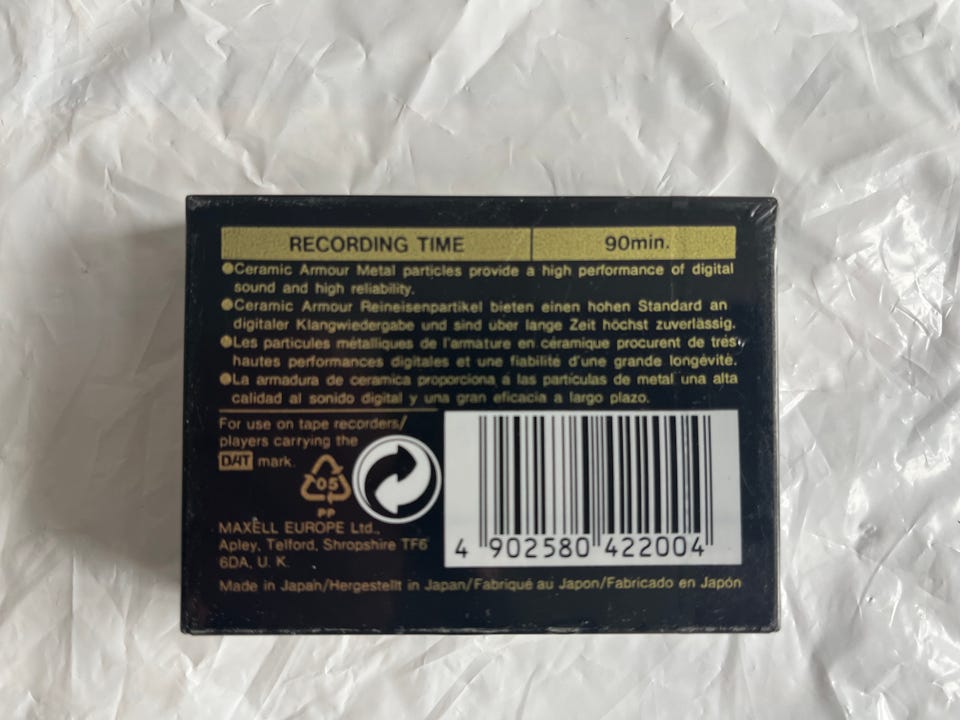 RECORDING TIME 90min.
●Ceramic Armour Metal particles provide a high performance of digital
sound and high reliability.
●Ceramic Armour Reineisenpartikel bieten einen hohen Standard an
digitaler Klangwiedergabe und sind uber lange Zeit höchst zuverlässig.
●Les particules métalliques de l'armature en céramique procurent de trés
hautes performances digitales et une fiabilité d'une grande longévité.
●La armadura de ceramica proporciona á las particulas de metal una alta
calidad al sonido digital y una gran eficacia a largo plazo.
For use on tape recorders/
players carrying the
DAT mark.
05
PP
MAXELL EUROPE Ltd.,
Apley, Telford, Shropshire TF6
6DA, U. K.
4 902580 422004
Made in Japan/Hergestellt in Japan/Fabriqué au Japon/Fabricado en Japón